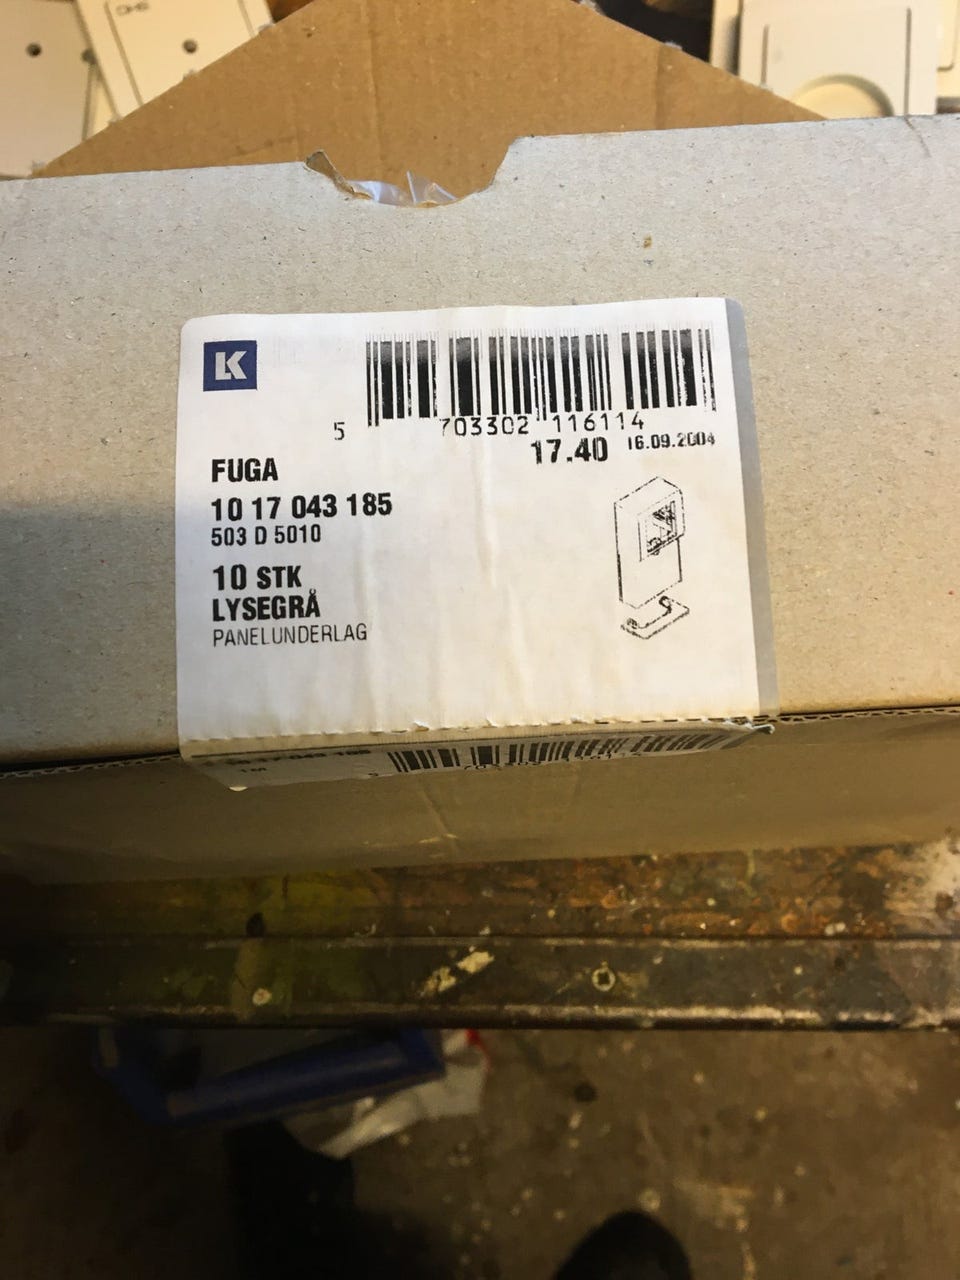 LK
5 703302 116114
17.40 16.09.2004
FUGA
10 17 043 185
503 D 5010
10 STK
LYSEGRÅ
PANELUNDERLAG